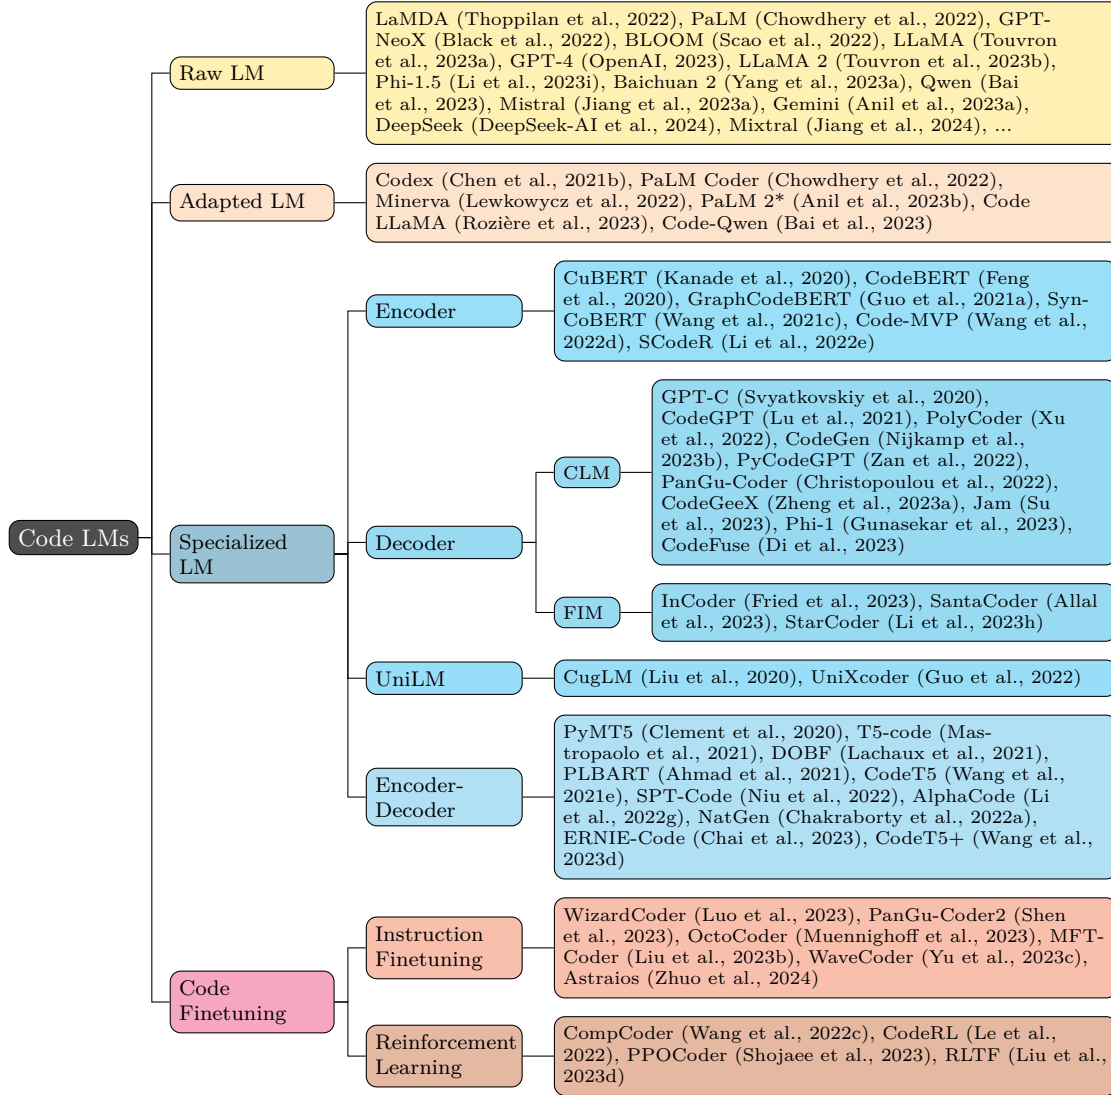 LaMDA (Thoppilan et al., 2022), PaLM (Chowdhery et al., 2022), GPT-
NeoX (Black et al., 2022), BLOOM (Scao et al., 2022), LLaMA (Touvron
et al., 2023a), GPT-4 (OpenAI, 2023), LLaMA 2 (Touvron et al., 2023b),
Phi-1.5 (Li et al., 2023i), Baichuan 2 (Yang et al., 2023a), Qwen (Bai
et al., 2023), Mistral (Jiang et al., 2023a), Gemini (Anil et al., 2023a),
DeepSeek (DeepSeek-AI et al., 2024), Mixtral (Jiang et al., 2024), ...
Raw LM
Adapted LM
Codex (Chen et al., 2021b), PaLM Coder (Chowdhery et al., 2022),
Minerva (Lewkowycz et al., 2022), PaLM 2* (Anil et al., 2023b), Code
LLaMA (Rozière et al., 2023), Code-Qwen (Bai et al., 2023)
Encoder
CuBERT (Kanade et al., 2020), CodeBERT (Feng
et al., 2020), GraphCodeBERT (Guo et al., 2021a), Syn-
CoBERT (Wang et al., 2021c), Code-MVP (Wang et al.,
2022d), SCodeR (Li et al., 2022e)
CLM
GPT-C (Svyatkovskiy et al., 2020),
CodeGPT (Lu et al., 2021), PolyCoder (Xu
et al., 2022), CodeGen (Nijkamp et al.,
2023b), PyCodeGPT (Zan et al., 2022),
PanGu-Coder (Christopoulou et al., 2022),
CodeGeeX (Zheng et al., 2023a), Jam (Su
et al., 2023), Phi-1 (Gunasekar et al., 2023),
CodeFuse (Di et al., 2023)
Code LMs
Specialized
LM
Decoder
FIM
InCoder (Fried et al., 2023), SantaCoder (Allal
et al., 2023), StarCoder (Li et al., 2023h)
UniLM
CugLM (Liu et al., 2020), UniXcoder (Guo et al., 2022)
Encoder-
Decoder
PyMT5 (Clement et al., 2020), T5-code (Mas-
tropaolo et al., 2021), DOBF (Lachaux et al., 2021),
PLBART (Ahmad et al., 2021), CodeT5 (Wang et al.,
2021e), SPT-Code (Niu et al., 2022), AlphaCode (Li
et al., 2022g), NatGen (Chakraborty et al., 2022a),
ERNIE-Code (Chai et al., 2023), CodeT5+ (Wang et al.,
2023d)
Code
Finetuning
Instruction
Finetuning
WizardCoder (Luo et al., 2023), PanGu-Coder2 (Shen
et al., 2023), OctoCoder (Muennighoff et al., 2023), MFT-
Coder (Liu et al., 2023b), WaveCoder (Yu et al., 2023c),
Astraios (Zhuo et al., 2024)
Reinforcement
Learning
CompCoder (Wang et al., 2022c), CodeRL (Le et al.,
2022), PPOCoder (Shojaee et al., 2023), RLTF (Liu et al.,
2023d)